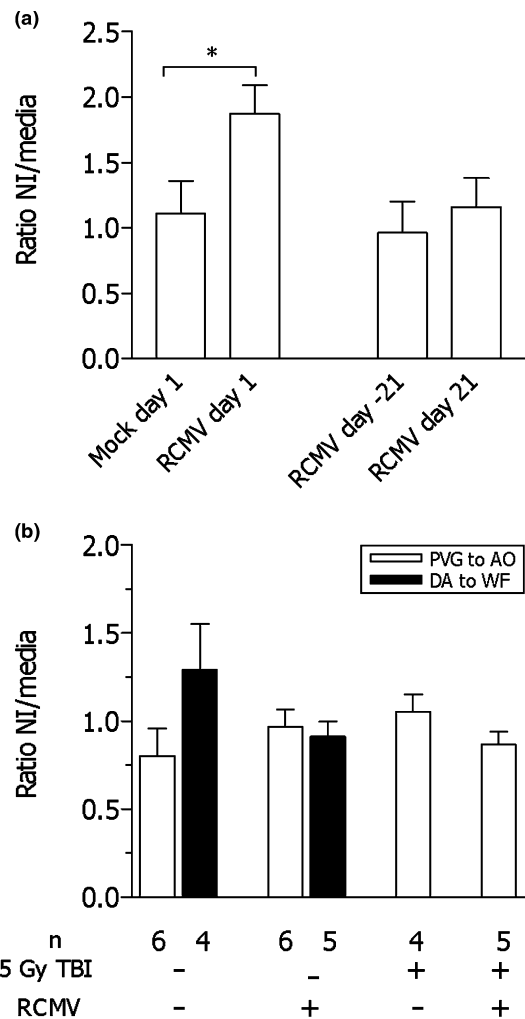 (a)
2.5
2.0
1.5
1.0
0.5
0.0
Ratio NI/media
*
Mock day 1
RCMV day 1
RCMV day -21
RCMV day 21
(b)
2.0
1.5
1.0
0.5
0.0
Ratio NI/media
PVG to AO
DA to WF
n 6 4 6 5 4 5
5 Gy TBI - - + +
RCMV - + - +